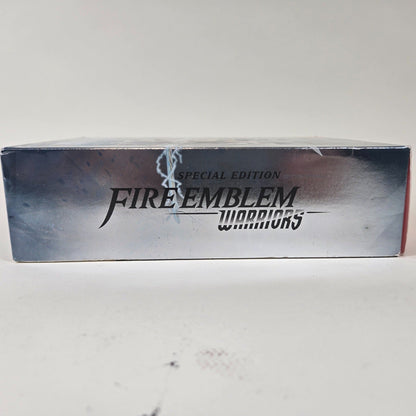 SPECIAL EDITION
FIRE EMBLEM
WARRIORS